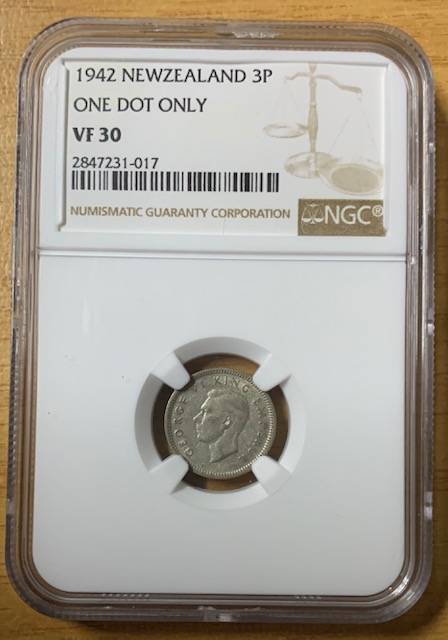 1942 NEWZEALAND 3P
ONE DOT ONLY
VF 30
2847231-017
NUMISMATIC GUARANTY CORPORATION
NGC®
GEORGE VI KING